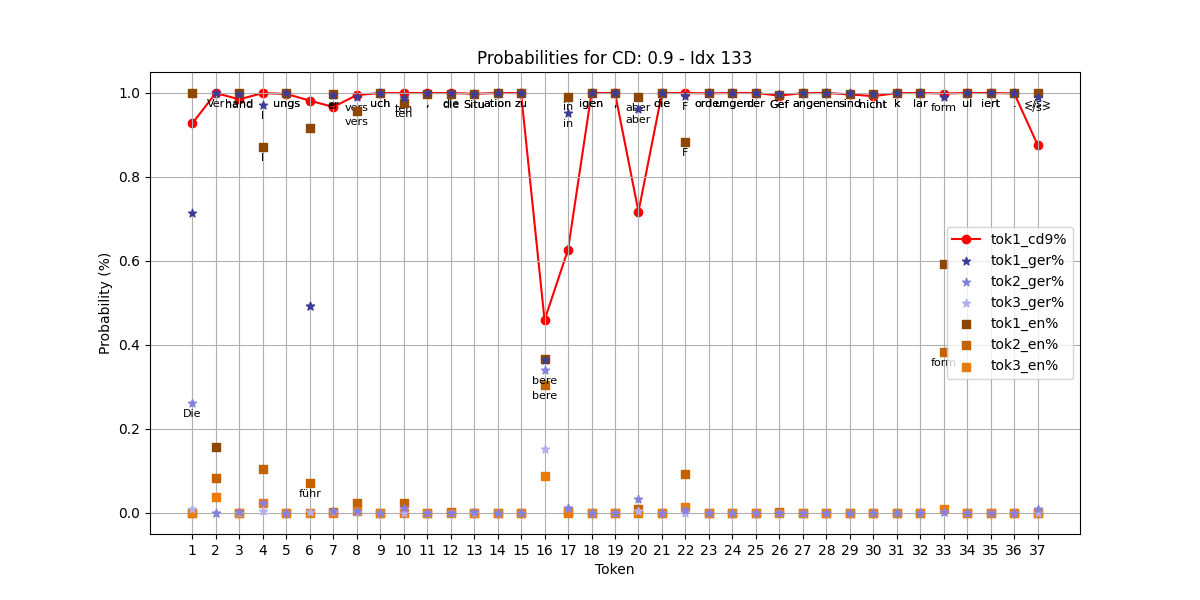 Probabilities for CD: 0.9 - Idx 133
Probability (%)
1.0
0.8
0.6
0.4
0.2
0.0
Ver hand ungs er vers uch ten , die Situ ation zu in igen , aber die F order ungen der Gef ange nen sind nicht k lar form ul iert . </s>
I
vers
ten
in
aber
I
F
form
bere
bere
Die
führ
tok1_cd9%
tok1_ger%
tok2_ger%
tok3_ger%
tok1_en%
tok2_en%
tok3_en%
1 2 3 4 5 6 7 8 9 10 11 12 13 14 15 16 17 18 19 20 21 22 23 24 25 26 27 28 29 30 31 32 33 34 35 36 37
Token